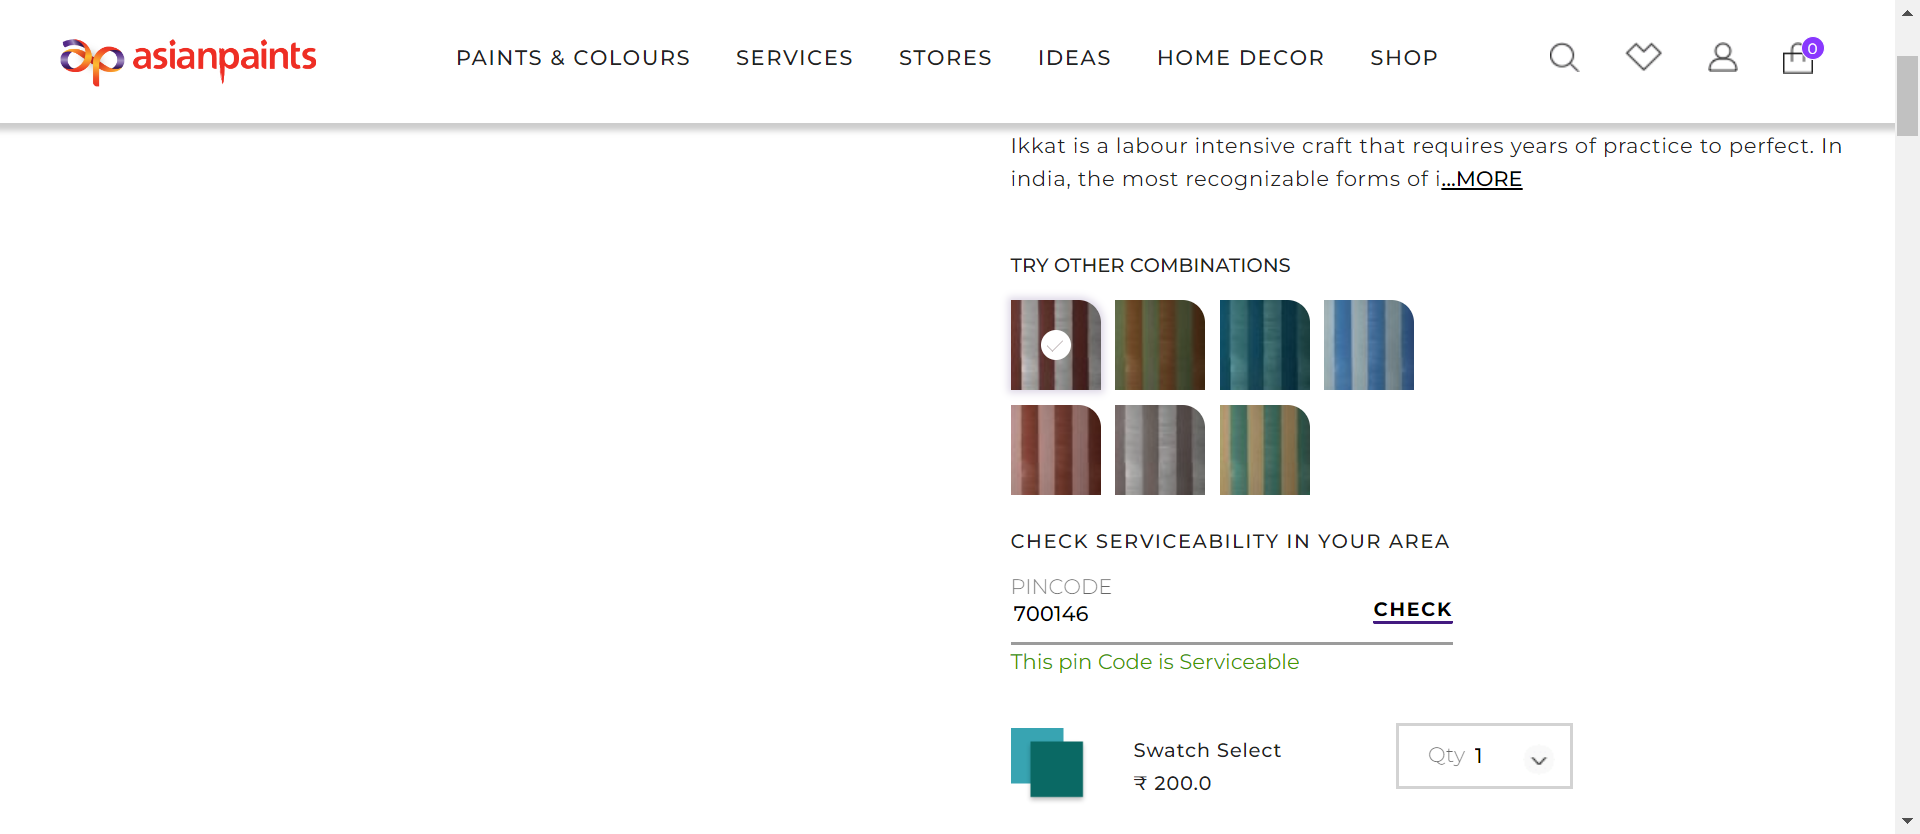 asianpaints
PAINTS & COLOURS SERVICES STORES IDEAS HOME DECOR SHOP
0
Ikkat is a labour intensive craft that requires years of practice to perfect. In
india, the most recognizable forms of i...MORE
TRY OTHER COMBINATIONS
CHECK SERVICEABILITY IN YOUR AREA
PINCODE
700146
CHECK
This pin Code is Serviceable
Swatch Select
₹ 200.0
Qty 1